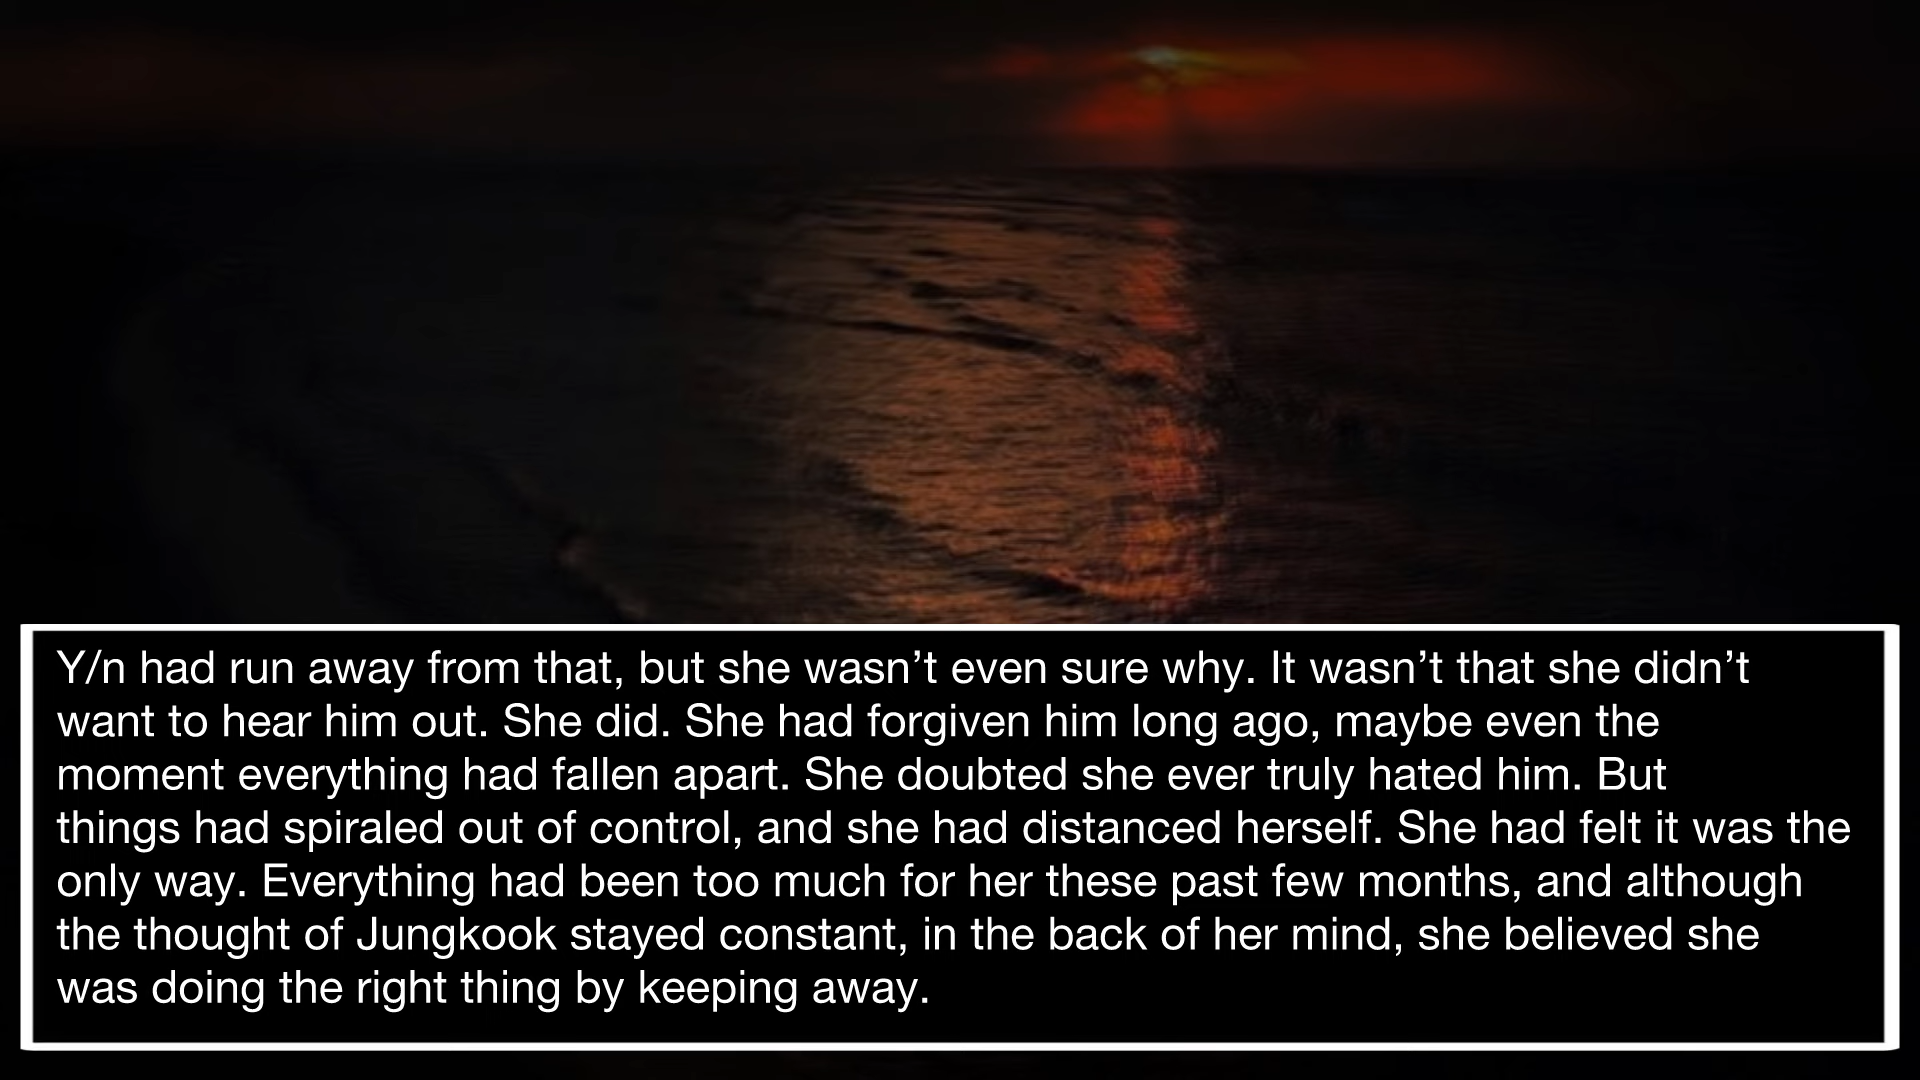 Y/n had run away from that, but she wasn’t even sure why. It wasn’t that she didn’t
want to hear him out. She did. She had forgiven him long ago, maybe even the
moment everything had fallen apart. She doubted she ever truly hated him. But
things had spiraled out of control, and she had distanced herself. She had felt it was the
only way. Everything had been too much for her these past few months, and although
the thought of Jungkook stayed constant, in the back of her mind, she believed she
was doing the right thing by keeping away.